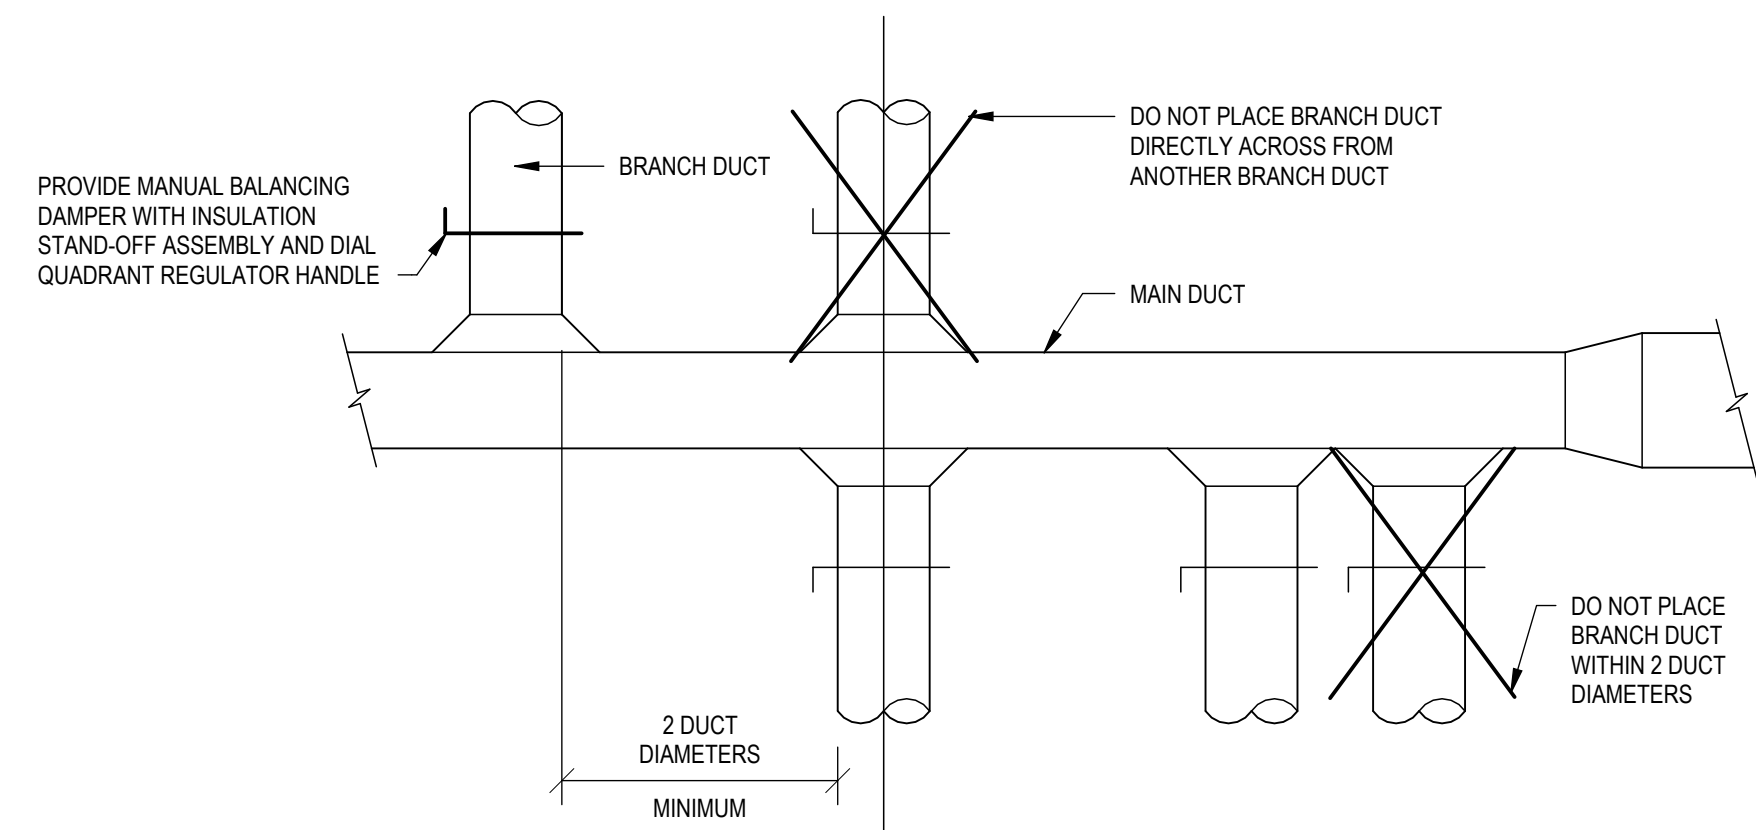 DO NOT PLACE BRANCH DUCT
DIRECTLY ACROSS FROM
ANOTHER BRANCH DUCT
BRANCH DUCT
PROVIDE MANUAL BALANCING
DAMPER WITH INSULATION
STAND-OFF ASSEMBLY AND DIAL
QUADRANT REGULATOR HANDLE
MAIN DUCT
DO NOT PLACE
BRANCH DUCT
WITHIN 2 DUCT
DIAMETERS
2 DUCT
DIAMETERS
MINIMUM